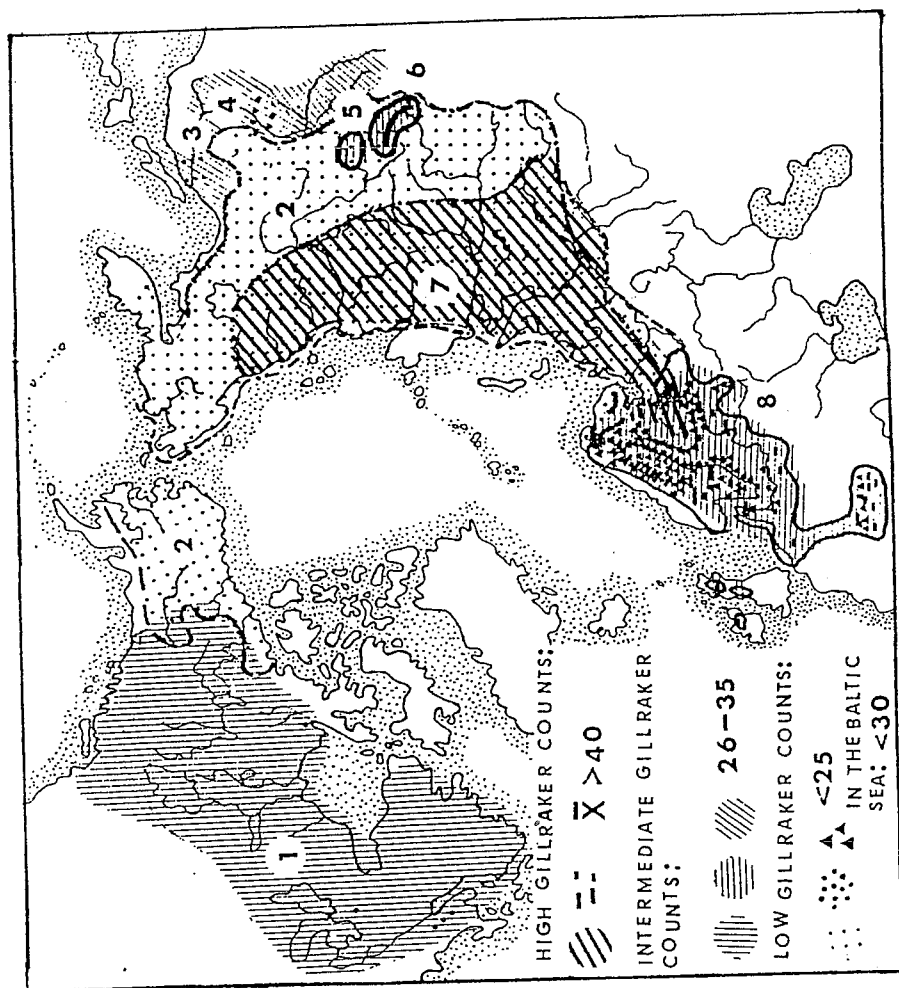 3
4
5
6
2
2
7
1
8
HIGH GILLRAKER COUNTS:
X̄ >40
INTERMEDIATE GILLRAKER
COUNTS:
26–35
LOW GILLRAKER COUNTS:
<25
IN THE BALTIC
SEA: <30